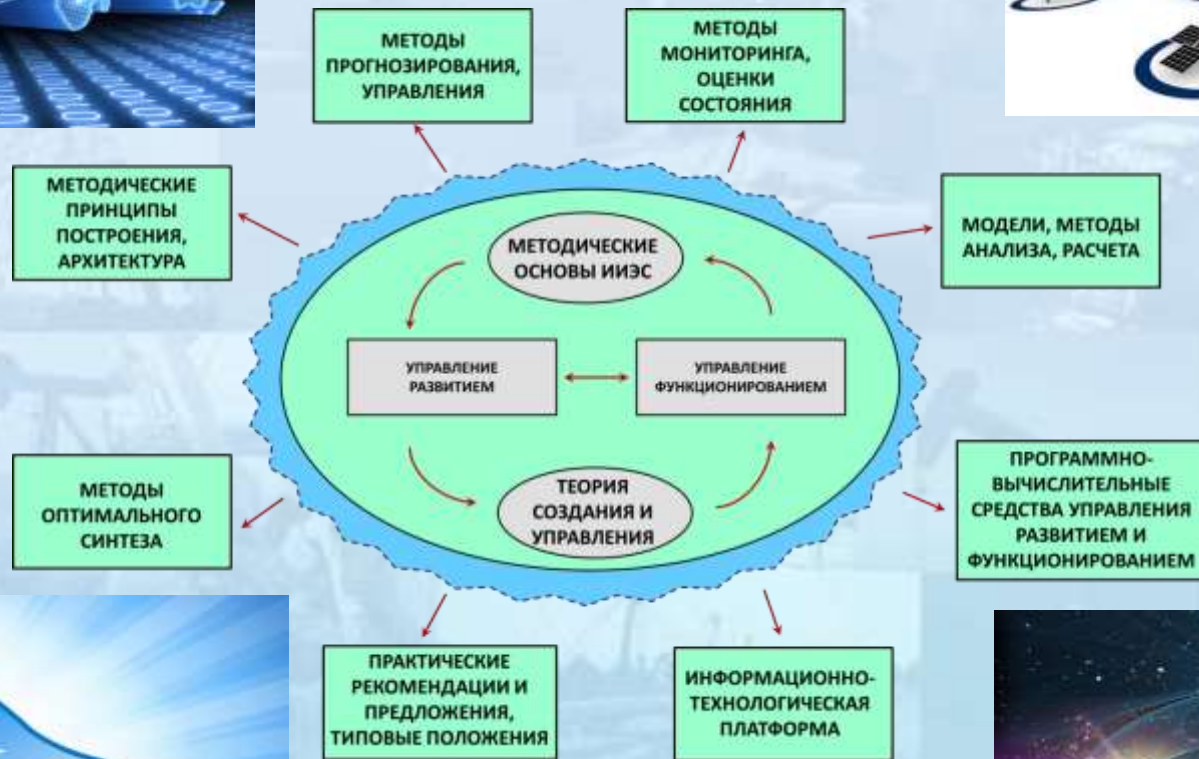 МЕТОДЫ
ПРОГНОЗИРОВАНИЯ,
УПРАВЛЕНИЯ
МЕТОДЫ
МОНИТОРИНГА,
ОЦЕНКИ
СОСТОЯНИЯ
МЕТОДИЧЕСКИЕ
ПРИНЦИПЫ
ПОСТРОЕНИЯ,
АРХИТЕКТУРА
МОДЕЛИ, МЕТОДЫ
АНАЛИЗА, РАСЧЕТА
МЕТОДИЧЕСКИЕ
ОСНОВЫ ИИЭС
УПРАВЛЕНИЕ
РАЗВИТИЕМ
УПРАВЛЕНИЕ
ФУНКЦИОНИРОВАНИЕМ
ТЕОРИЯ
СОЗДАНИЯ И
УПРАВЛЕНИЯ
МЕТОДЫ
ОПТИМАЛЬНОГО
СИНТЕЗА
ПРОГРАММНО-
ВЫЧИСЛИТЕЛЬНЫЕ
СРЕДСТВА УПРАВЛЕНИЯ
РАЗВИТИЕМ И
ФУНКЦИОНИРОВАНИЕМ
ПРАКТИЧЕСКИЕ
РЕКОМЕНДАЦИИ И
ПРЕДЛОЖЕНИЯ,
ТИПОВЫЕ ПОЛОЖЕНИЯ
ИНФОРМАЦИОННО-
ТЕХНОЛОГИЧЕСКАЯ
ПЛАТФОРМА